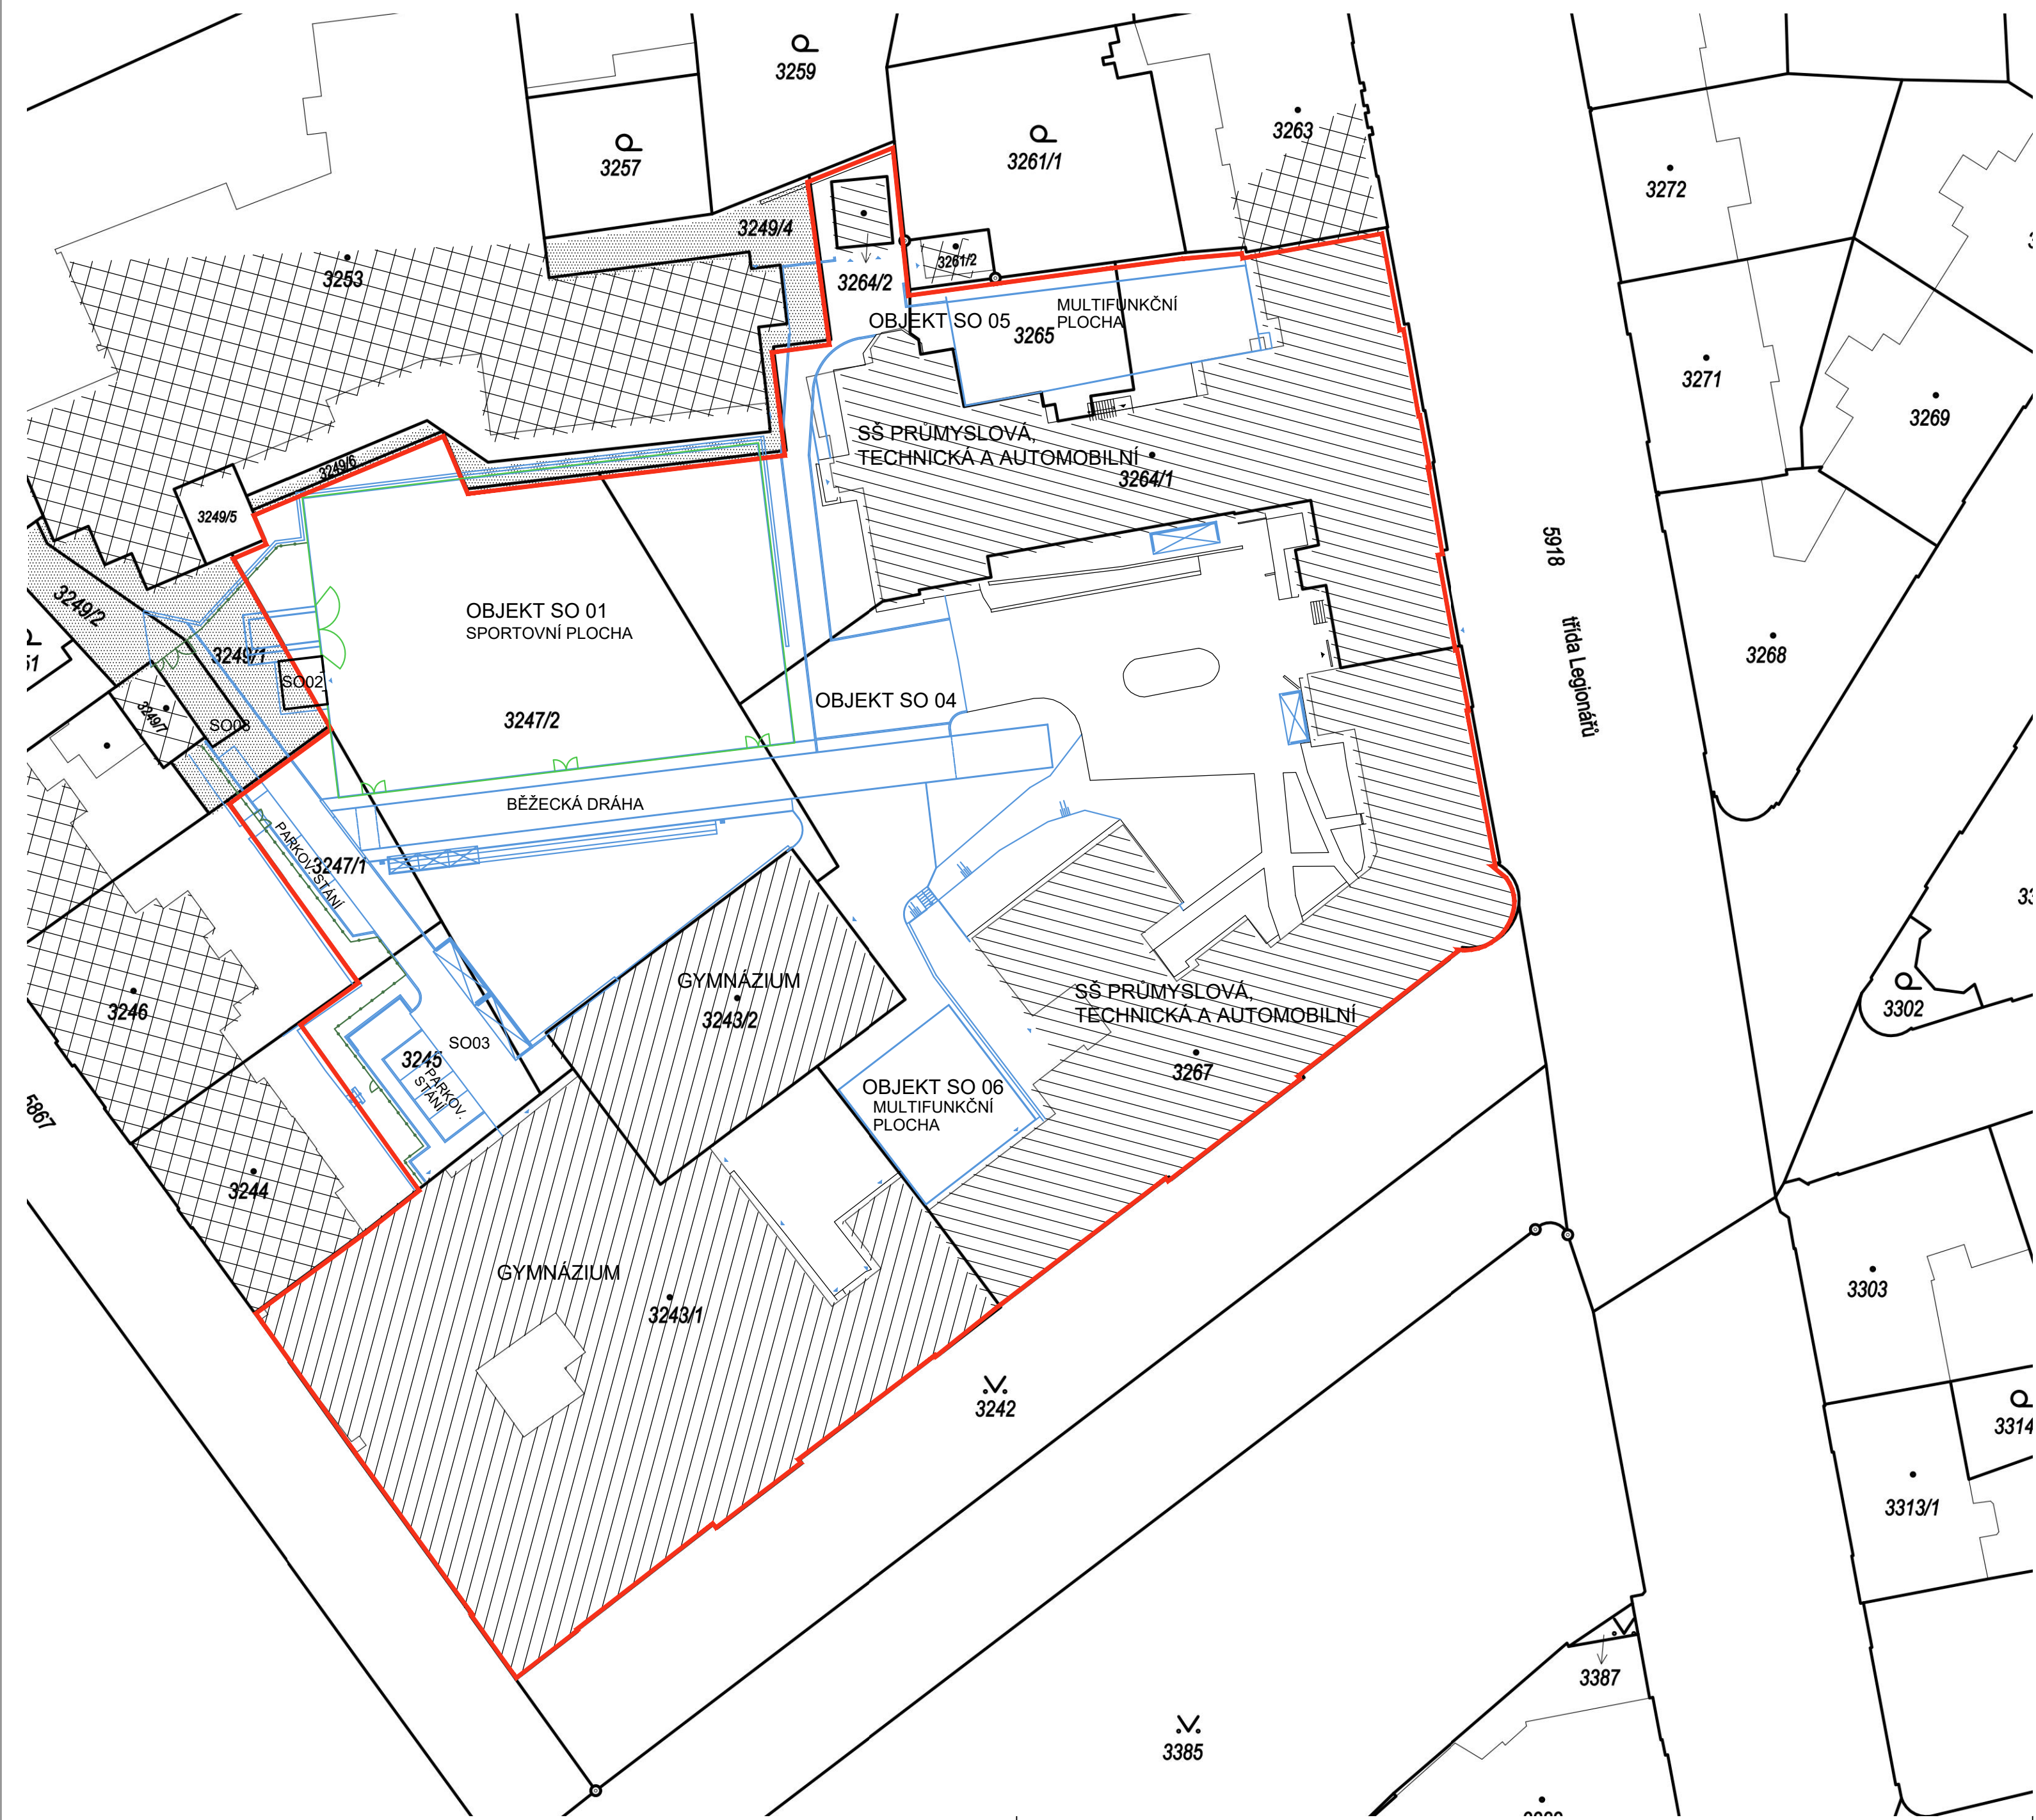 3259
3257
3261/1
3263
3272
3249/4
3253
3261/2
3264/2
MULTIFUNKČNÍ
PLOCHA
OBJEKT SO 05
3265
3271
3269
SŠ PRŮMYSLOVÁ,
TECHNICKÁ A AUTOMOBILNÍ
3264/1
3249/6
3249/5
5918
třída Legionářů
3249/2
OBJEKT SO 01
SPORTOVNÍ PLOCHA
51
3249/1
3268
SO02
OBJEKT SO 04
3249/7
SO03
3247/2
BĚŽECKÁ DRÁHA
PARKOV. STÁNÍ
3247/1
GYMNÁZIUM
3243/2
SŠ PRŮMYSLOVÁ,
TECHNICKÁ A AUTOMOBILNÍ
3246
3302
SO03
3245
PARKOV.
STÁNÍ
3267
OBJEKT SO 06
MULTIFUNKČNÍ
PLOCHA
5867
3244
GYMNÁZIUM
3243/1
3303
3242
3314
3313/1
3387
3385